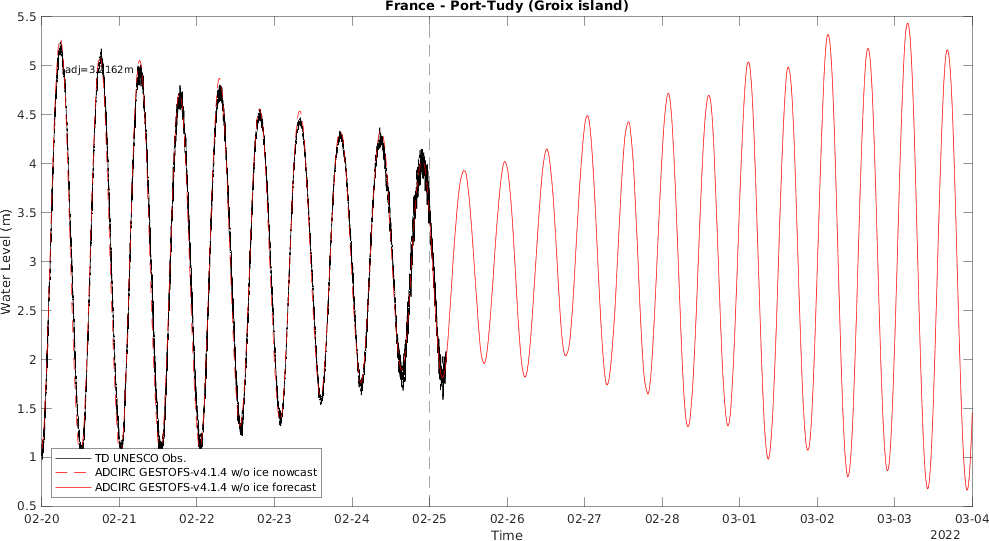 France - Port-Tudy (Groix island)
5.5
5
4.5
4
3.5
3
2.5
2
1.5
1
0.5
Water Level (m)
TD UNESCO Obs.
ADCIRC GESTOFS-v4.1.4 w/o ice nowcast
ADCIRC GESTOFS-v4.1.4 w/o ice forecast
02-20 02-21 02-22 02-23 02-24 02-25 02-26 02-27 02-28 03-01 03-02 03-03 03-04
Time
2022